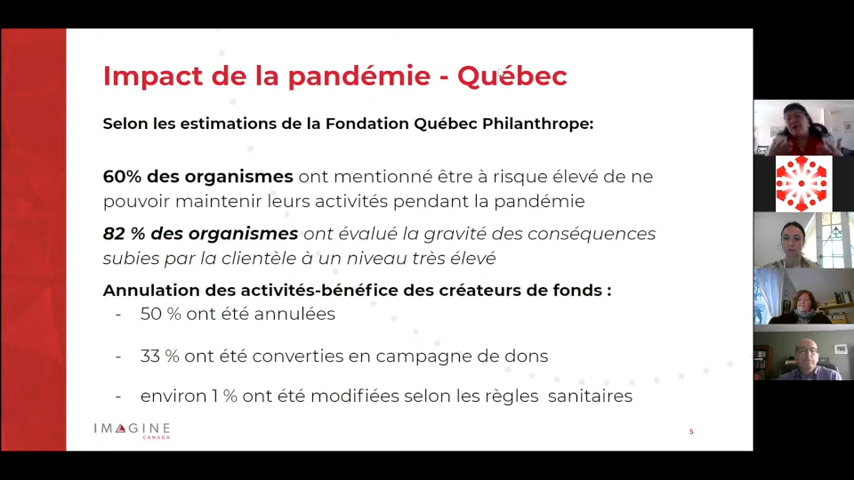 Impact de la pandémie - Québec
Selon les estimations de la Fondation Québec Philanthrope:
60% des organismes ont mentionné être à risque élevé de ne
pouvoir maintenir leurs activités pendant la pandémie
82 % des organismes ont évalué la gravité des conséquences
subies par la clientèle à un niveau très élevé
Annulation des activités-bénéfice des créateurs de fonds :
- 50 % ont été annulées
- 33 % ont été converties en campagne de dons
- environ 1 % ont été modifiées selon les règles  sanitaires
IMAGINE
CANADA
5